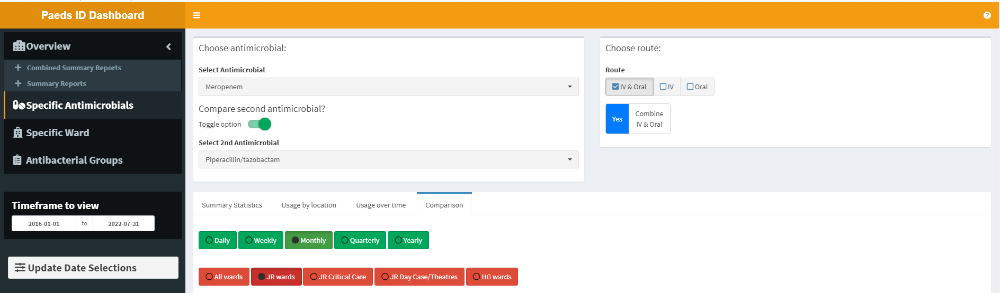 Paeds ID Dashboard
Overview
Combined Summary Reports
Summary Reports
Specific Antimicrobials
Specific Ward
Antibacterial Groups
Timeframe to view
2016-01-01 to 2022-07-31
Update Date Selections
Choose antimicrobial:
Select Antimicrobial
Meropenem
Compare second antimicrobial?
Toggle option
Select 2nd Antimicrobial
Piperacillin/tazobactam
Choose route:
Route
IV & Oral IV Oral
Yes Combine
IV & Oral
Summary Statistics Usage by location Usage over time Comparison
Daily Weekly Monthly Quarterly Yearly
All wards JR wards JR Critical Care JR Day Case/Theatres HG wards